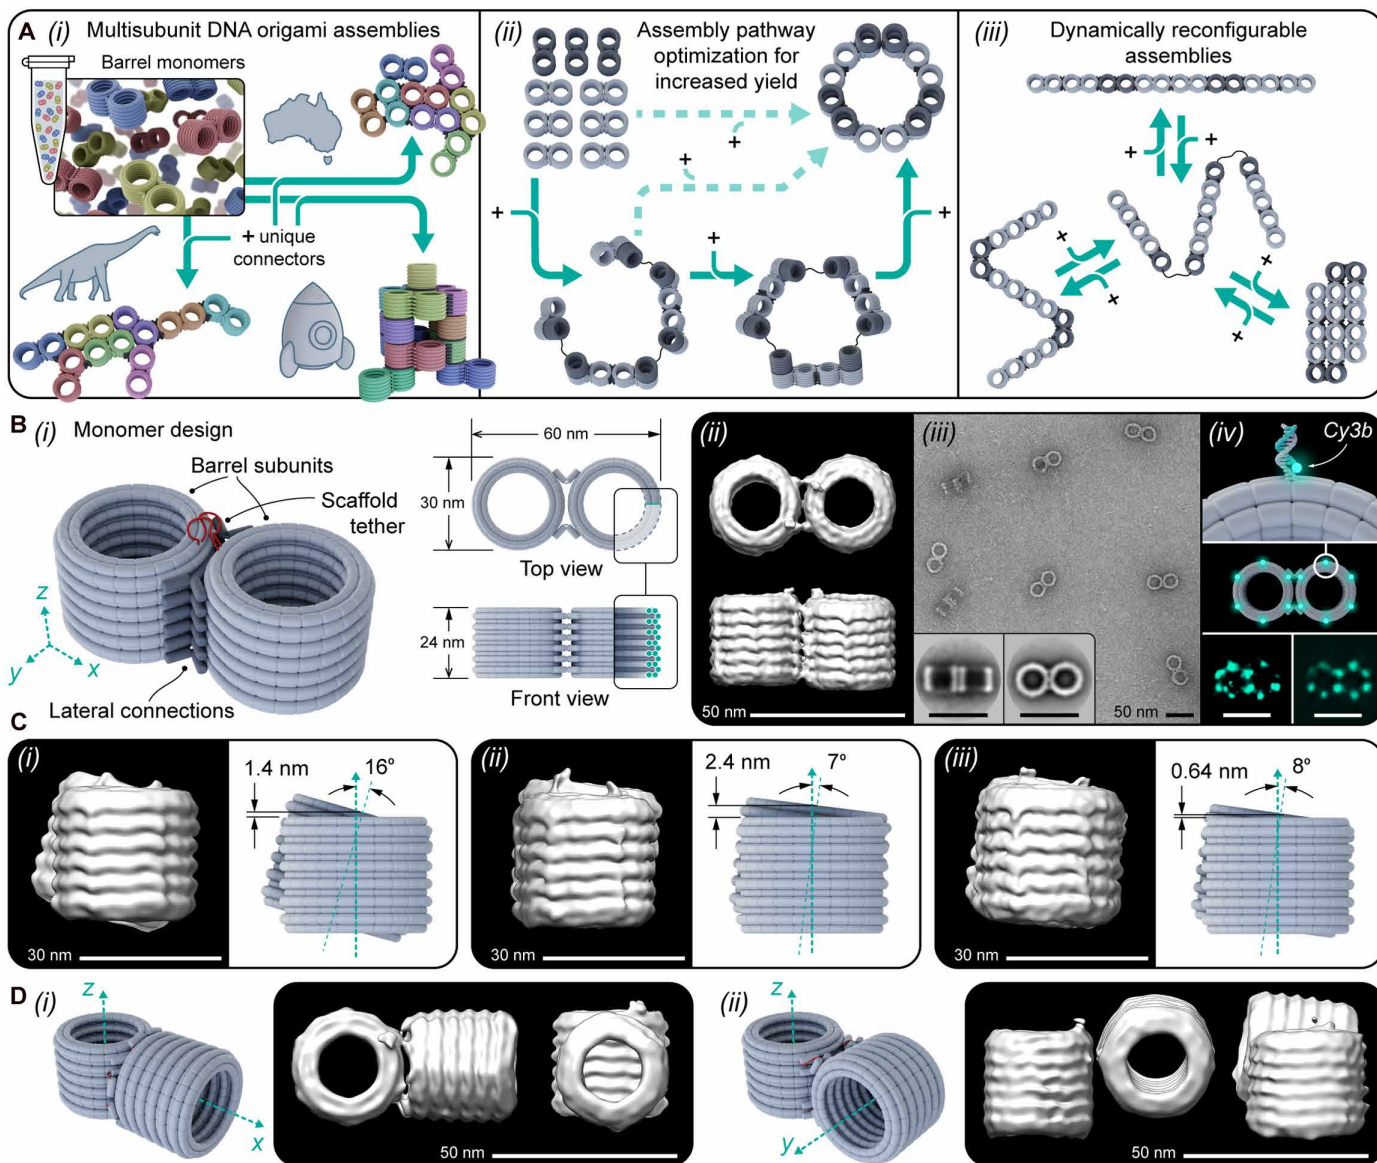 A (i) Multisubunit DNA origami assemblies
Barrel monomers
+ unique
connectors
(ii) Assembly pathway
optimization for
increased yield
+
+
+
+
+
(iii) Dynamically reconfigurable
assemblies
+
+
+
+
+
+
B (i) Monomer design
Barrel subunits
Scaffold
tether
Lateral connections
z
y
x
60 nm
30 nm
Top view
24 nm
Front view
(ii)
50 nm
(iii)
50 nm
(iv)
Cy3b
C (i)
30 nm
1.4 nm
16°
(ii)
30 nm
2.4 nm
7°
(iii)
30 nm
0.64 nm
8°
D (i)
z
x
50 nm
(ii)
z
y
50 nm